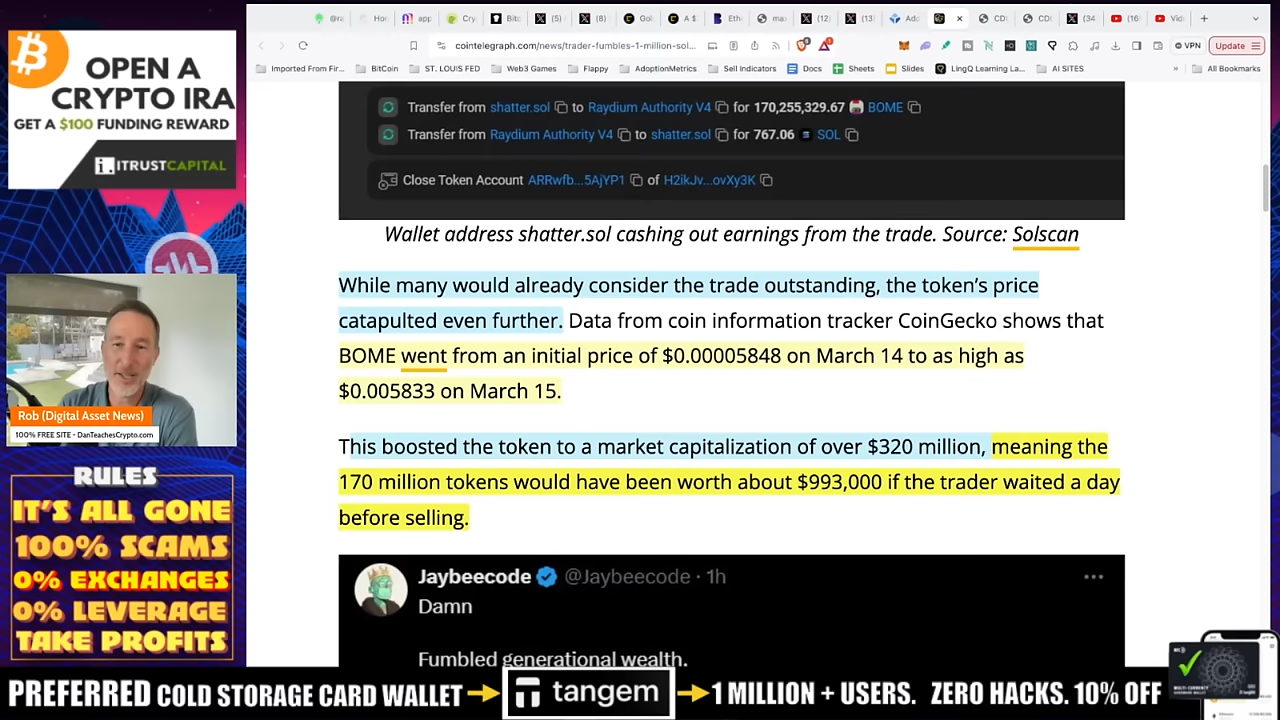 OPEN A
CRYPTO IRA
GET A $100 FUNDING REWARD
ITRUSTCAPITAL
Rob (Digital Asset News)
100% FREE SITE - DanTeachesCrypto.com
RULES
IT'S ALL GONE
100% SCAMS
0% EXCHANGES
0% LEVERAGE
TAKE PROFITS
cointelegraph.com/news/trader-fumbles-1-million-sol...
VPN
Update
Imported From Fir... BitCoin ST. LOUIS FED Web3 Games Flappy AdoptionMetrics Sell Indicators Docs Sheets Slides LingQ Learning La... AI SITES » All Bookmarks
Transfer from shatter.sol to Raydium Authority V4 for 170,255,329.67 BOME
Transfer from Raydium Authority V4 to shatter.sol for 767.06 SOL
Close Token Account ARRwfb...5AjYP1 of H2ikJv...ovXy3K
Wallet address shatter.sol cashing out earnings from the trade. Source: Solscan
While many would already consider the trade outstanding, the token's price
catapulted even further. Data from coin information tracker CoinGecko shows that
BOME went from an initial price of $0.00005848 on March 14 to as high as
$0.005833 on March 15.
This boosted the token to a market capitalization of over $320 million, meaning the
170 million tokens would have been worth about $993,000 if the trader waited a day
before selling.
Jaybeecode @Jaybeecode · 1h
Damn
Fumbled generational wealth.
PREFERRED COLD STORAGE CARD WALLET tangem 1 MILLION + USERS. ZERO HACKS. 10% OFF